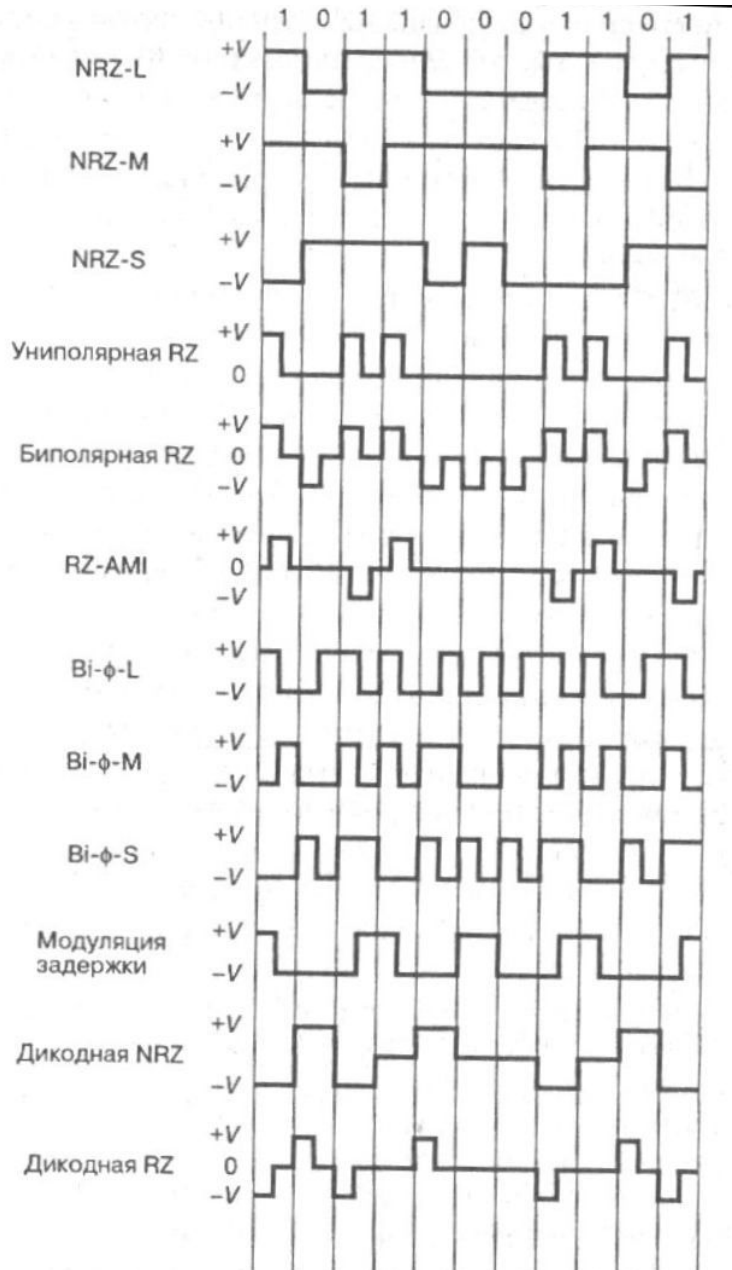 1 0 1 1 0 0 0 1 1 0 1
+V
NRZ-L
−V
+V
NRZ-M
−V
+V
NRZ-S
−V
+V
Униполярная RZ
0
+V
Биполярная RZ
0
−V
+V
RZ-AMI
0
−V
+V
Bi-ϕ-L
−V
+V
Bi-ϕ-M
−V
+V
Bi-ϕ-S
−V
+V
Модуляция
задержки
−V
+V
Дикодная NRZ
−V
+V
Дикодная RZ
0
−V